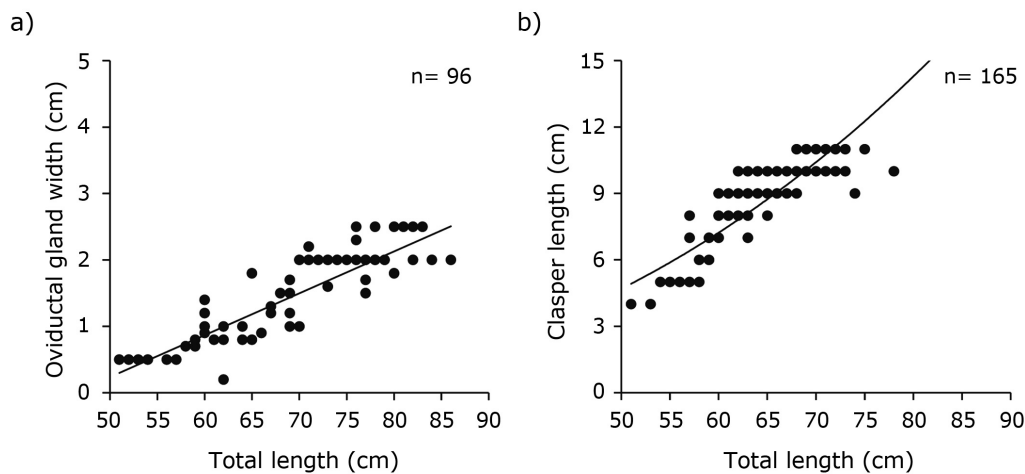 a)
n= 96
Oviductal gland width (cm)
5
4
3
2
1
0
50 55 60 65 70 75 80 85 90
Total length (cm)
b)
n= 165
Clasper length (cm)
15
12
9
6
3
0
50 55 60 65 70 75 80 85 90
Total length (cm)